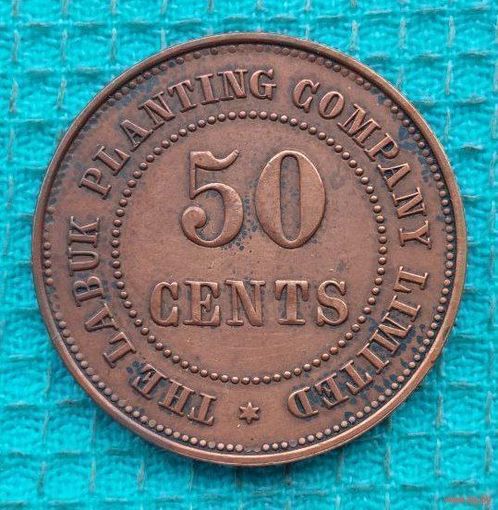 THE LABUK PLANTING COMPANY LIMITED
50
CENTS